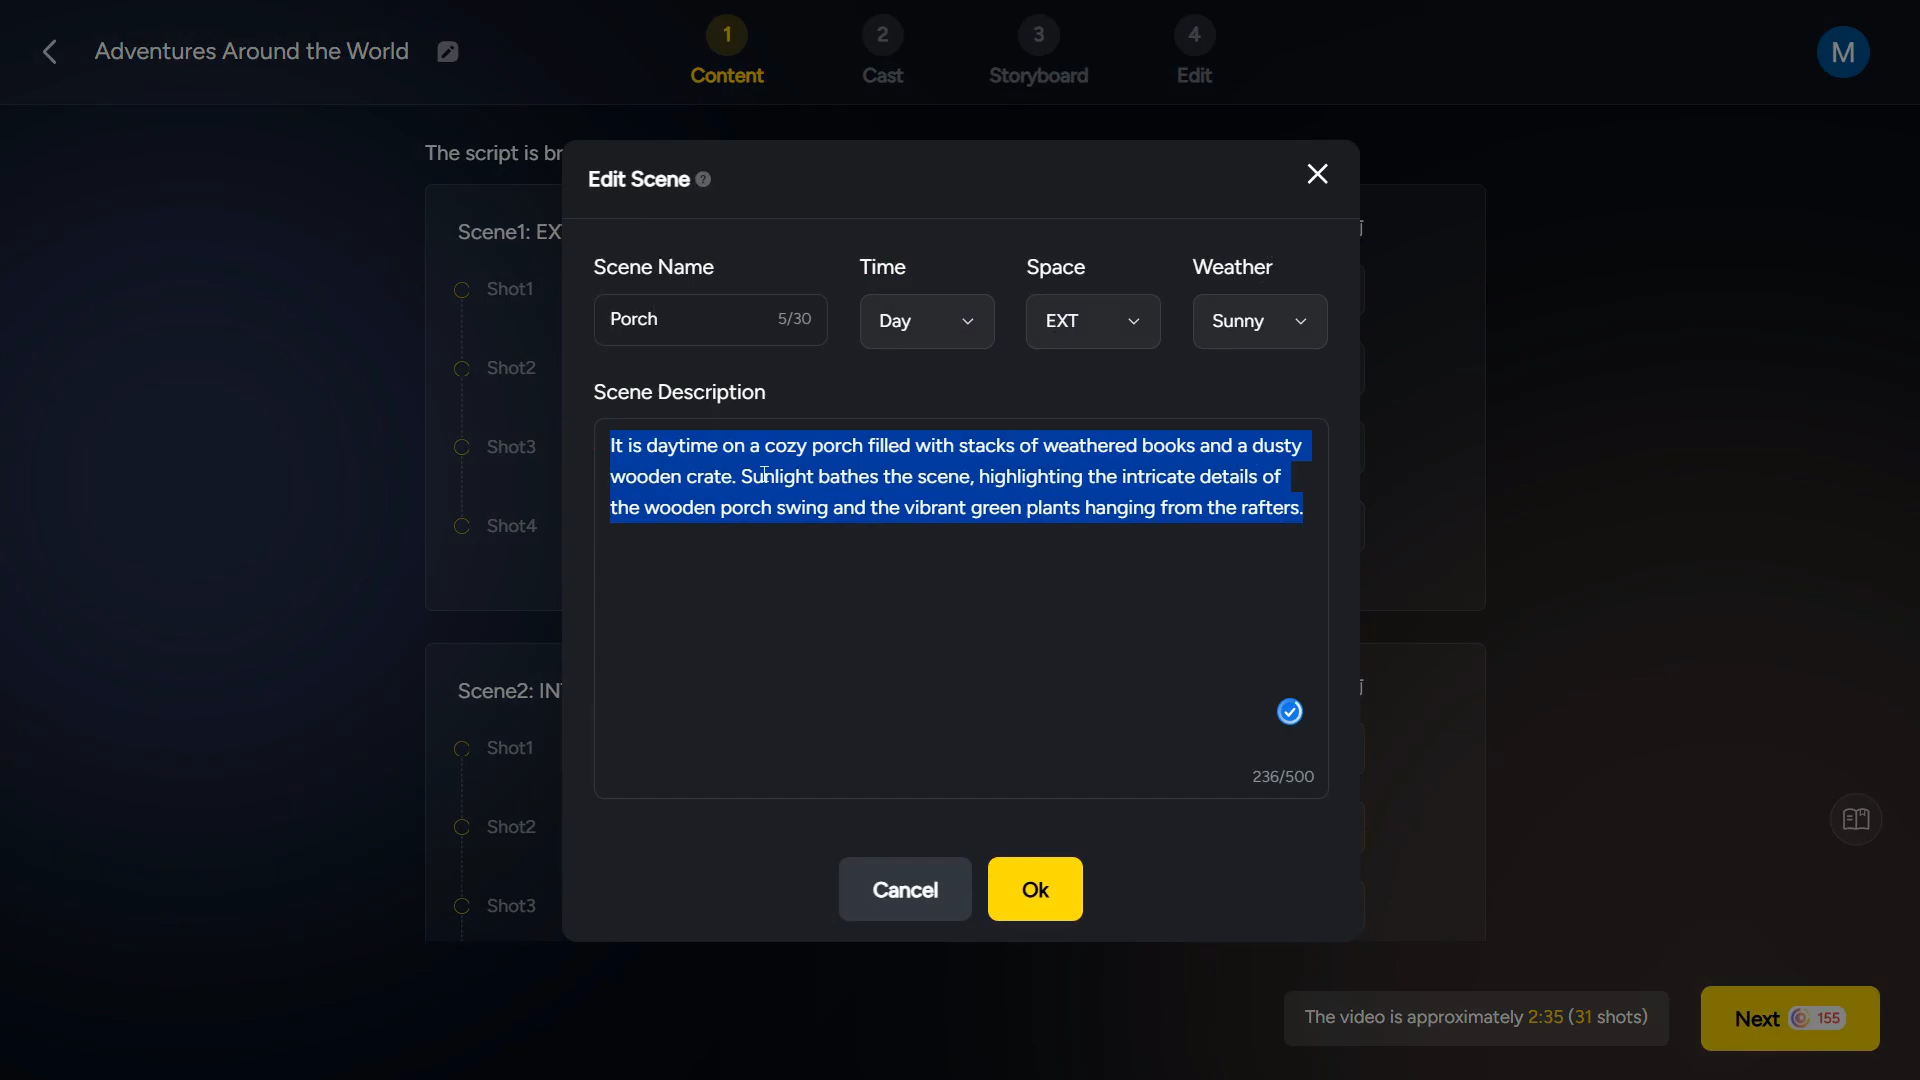 Adventures Around the World
1
Content
2
Cast
3
Storyboard
4
Edit
M
The script is br
Scene1: EX
Shot1
Shot2
Shot3
Shot4
Scene2: IN
Shot1
Shot2
Shot3
Edit Scene ?
Scene Name
Time
Space
Weather
Porch 5/30
Day
EXT
Sunny
Scene Description
It is daytime on a cozy porch filled with stacks of weathered books and a dusty
wooden crate. Sunlight bathes the scene, highlighting the intricate details of
the wooden porch swing and the vibrant green plants hanging from the rafters.
236/500
Cancel
Ok
The video is approximately 2:35 (31 shots)
Next 155